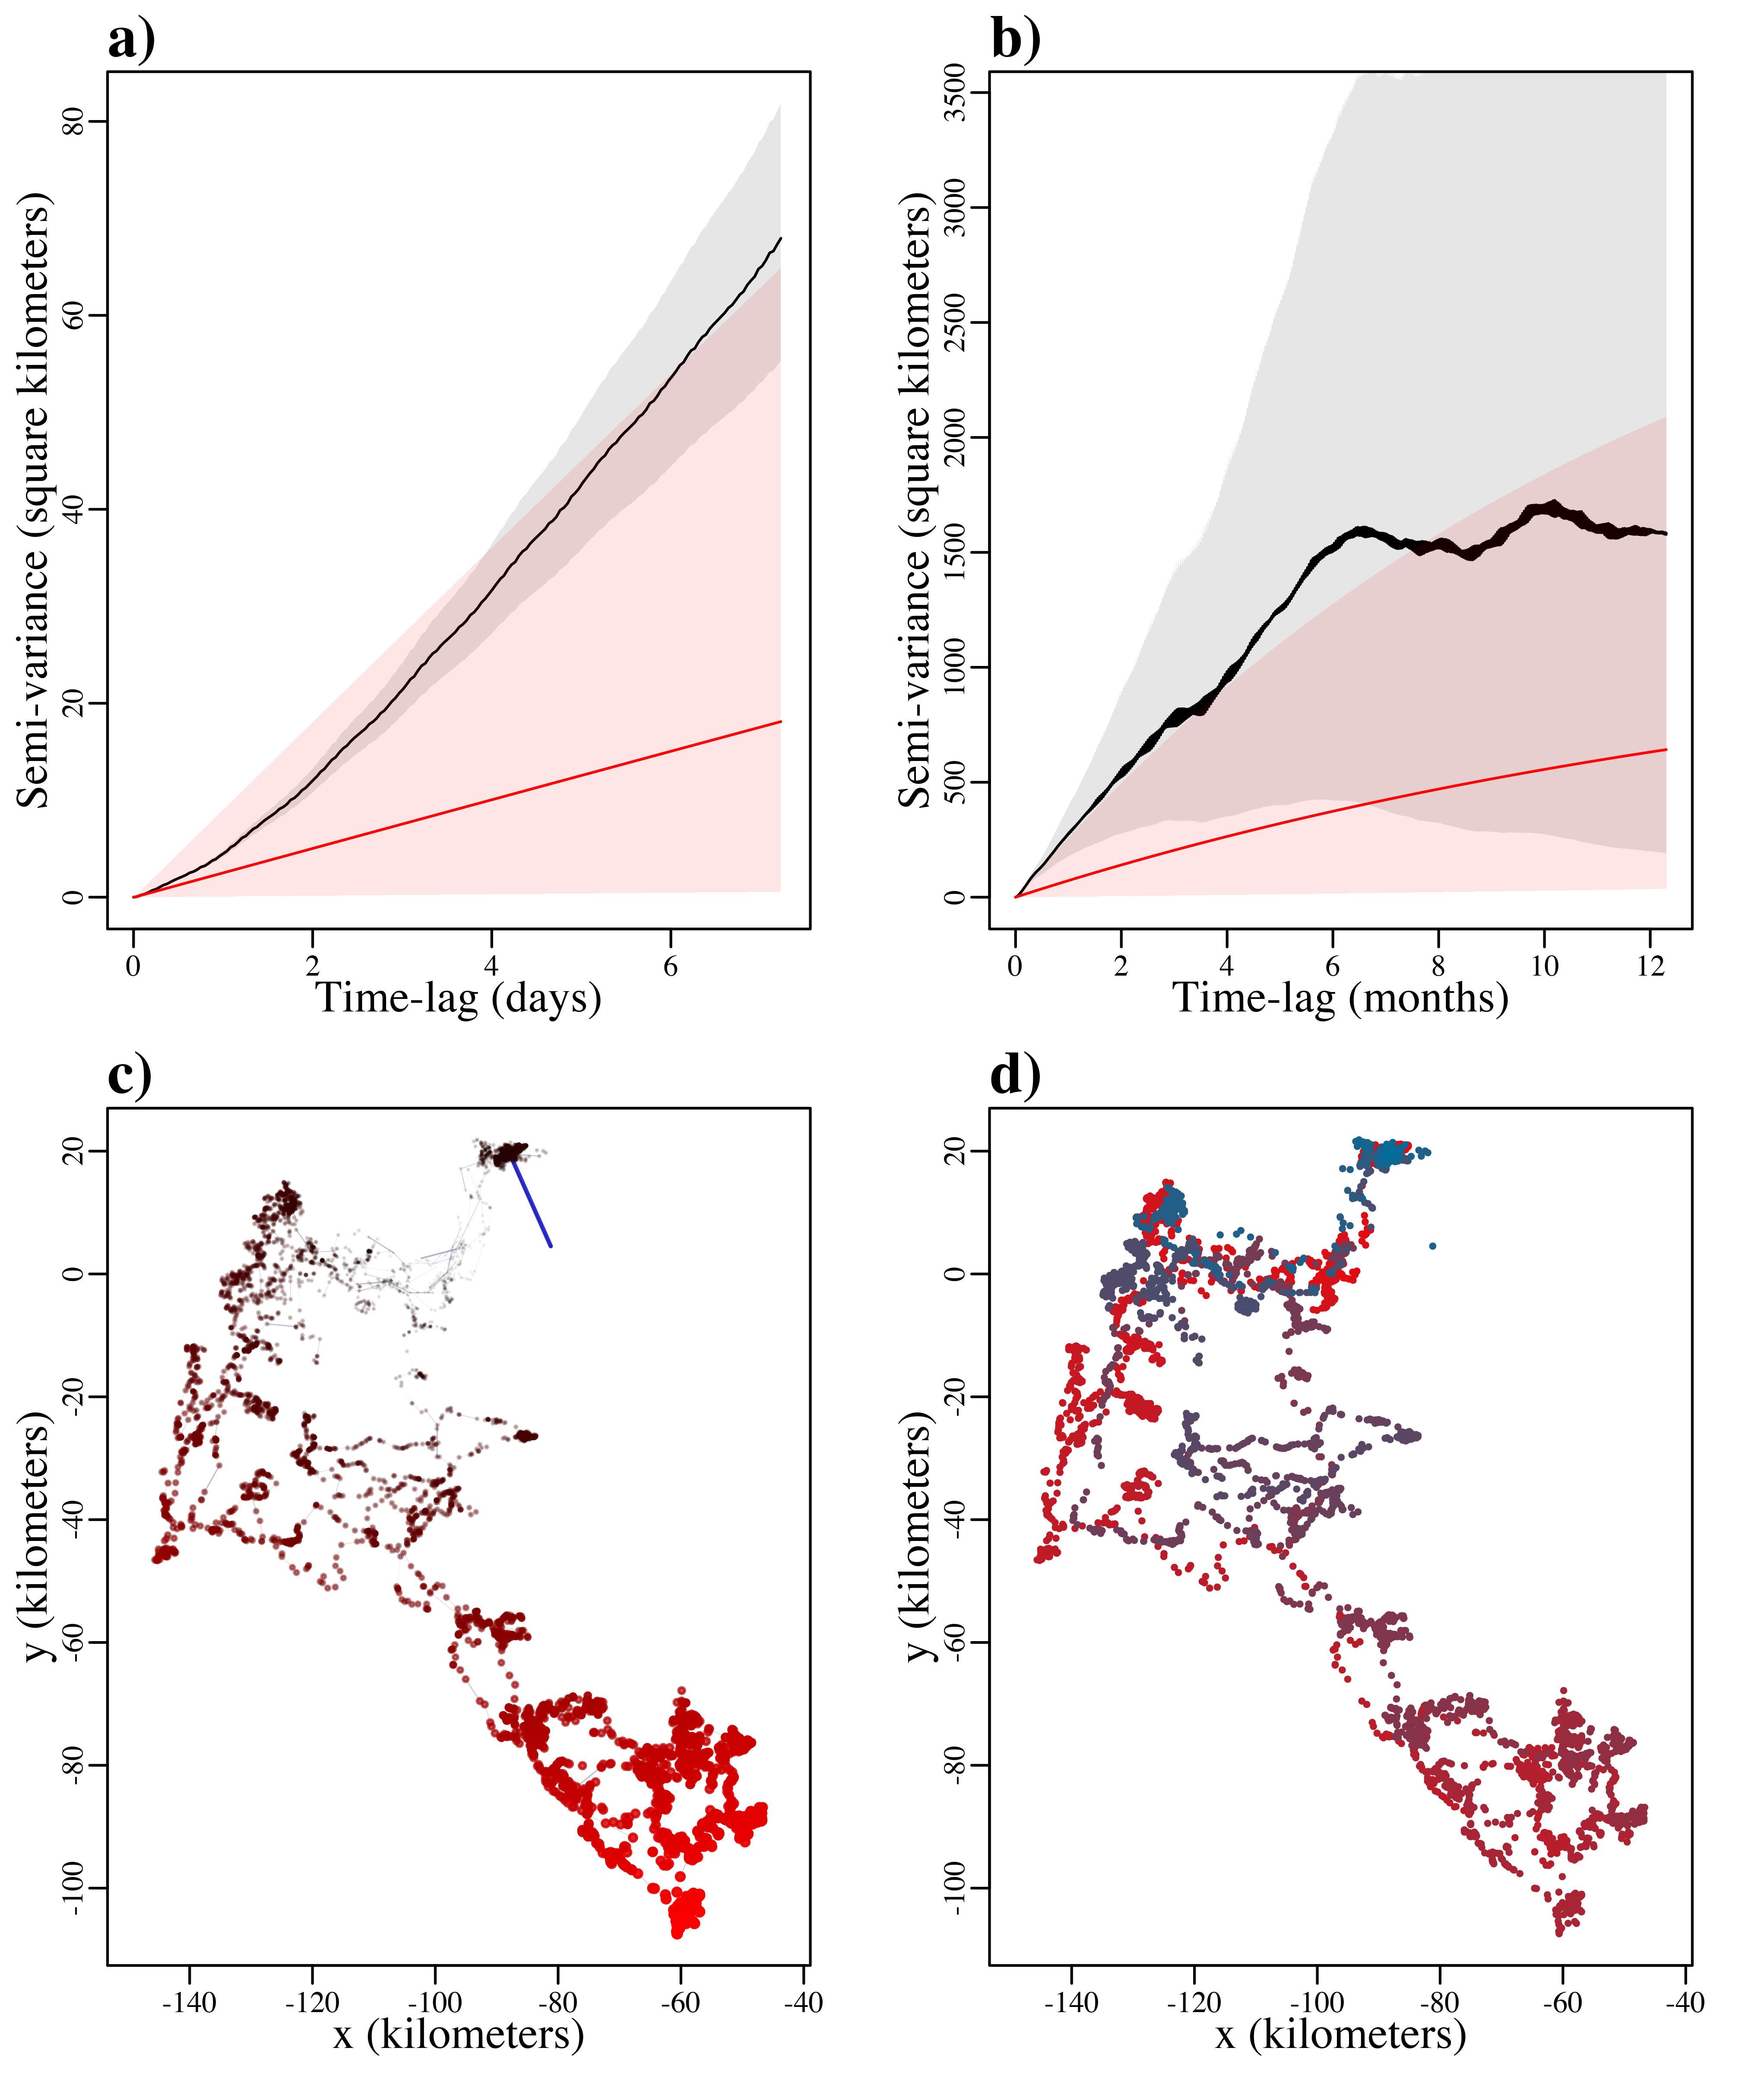 a)
80
60
40
20
0
Semi-variance (square kilometers)
0 2 4 6
Time-lag (days)
b)
3500
3000
2500
2000
1500
1000
500
0
Semi-variance (square kilometers)
0 2 4 6 8 10 12
Time-lag (months)
c)
20
0
-20
-40
-60
-80
-100
y (kilometers)
-140 -120 -100 -80 -60 -40
x (kilometers)
d)
20
0
-20
-40
-60
-80
-100
y (kilometers)
-140 -120 -100 -80 -60 -40
x (kilometers)